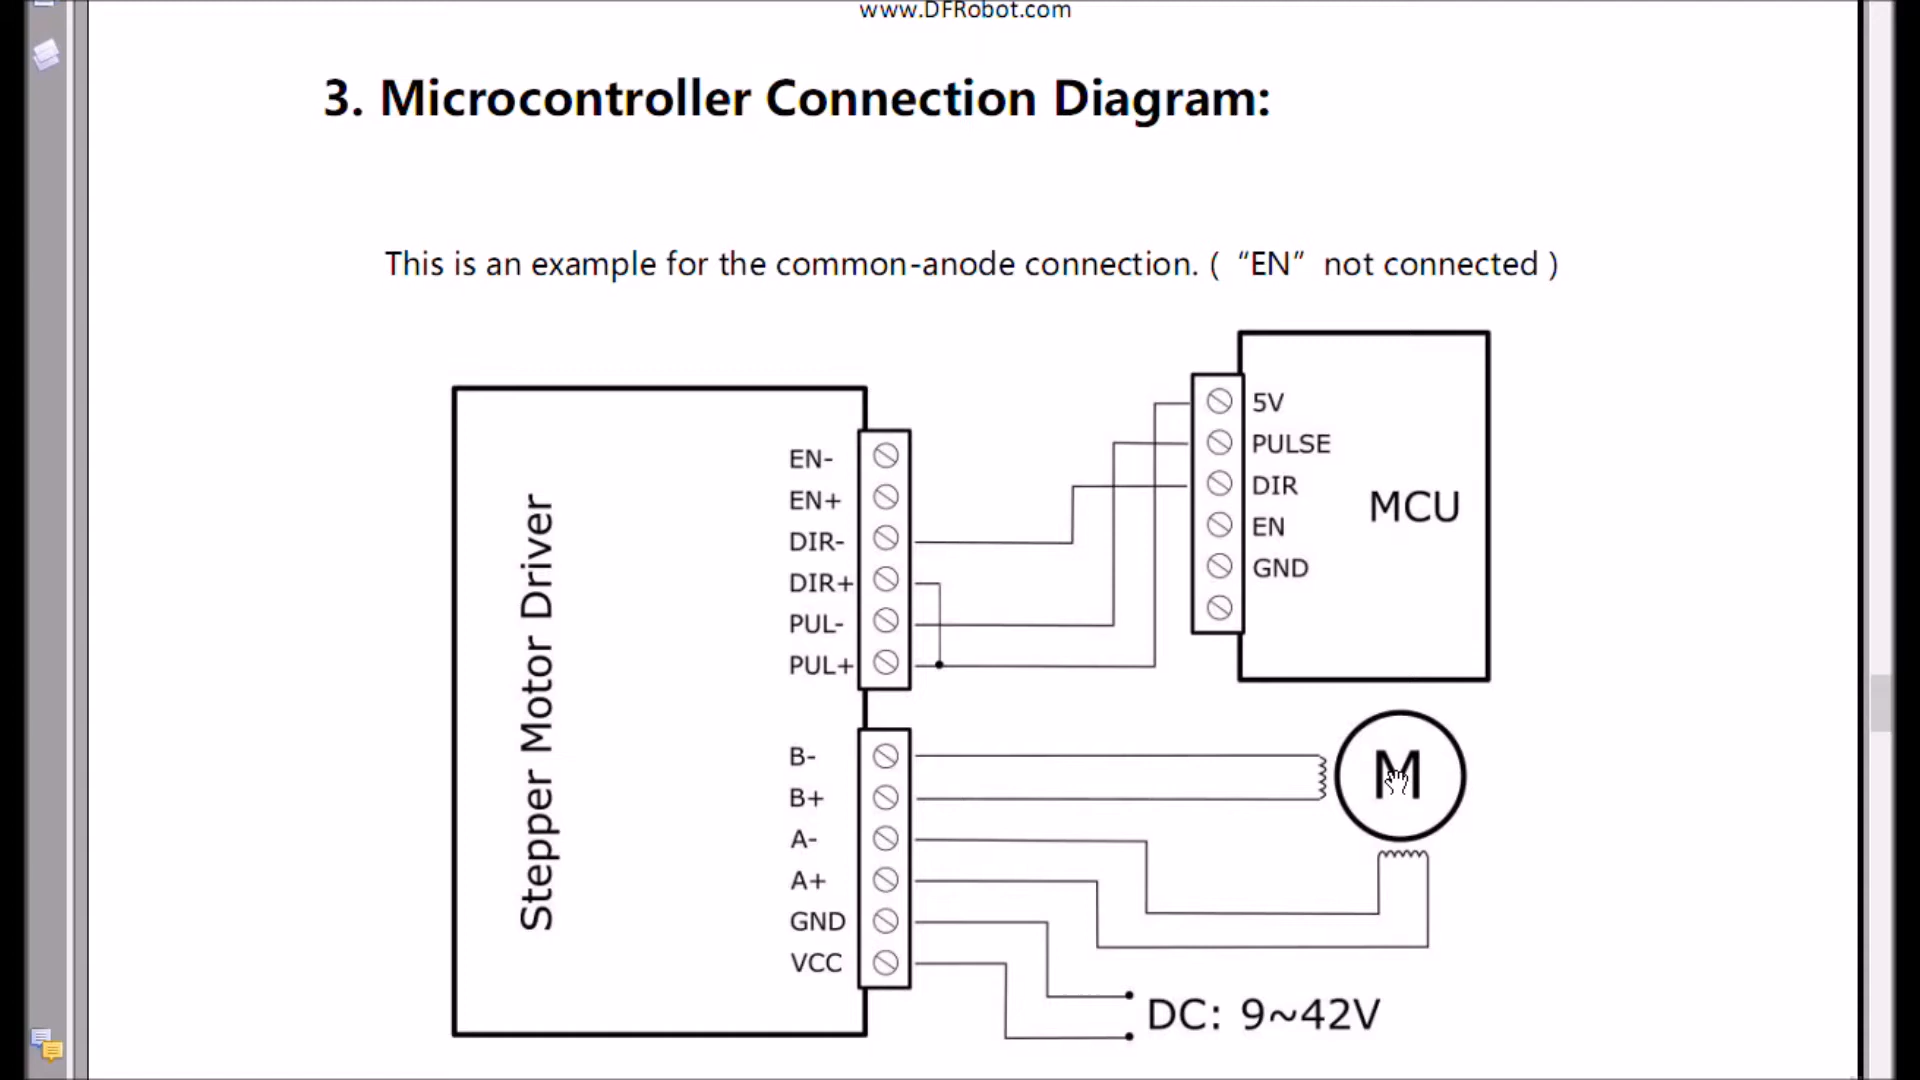 www.DFRobot.com
3. Microcontroller Connection Diagram:
This is an example for the common-anode connection. ( “EN” not connected )
Stepper Motor Driver
EN-
EN+
DIR-
DIR+
PUL-
PUL+
B-
B+
A-
A+
GND
VCC
5V
PULSE
DIR
EN
GND
MCU
M
DC: 9~42V